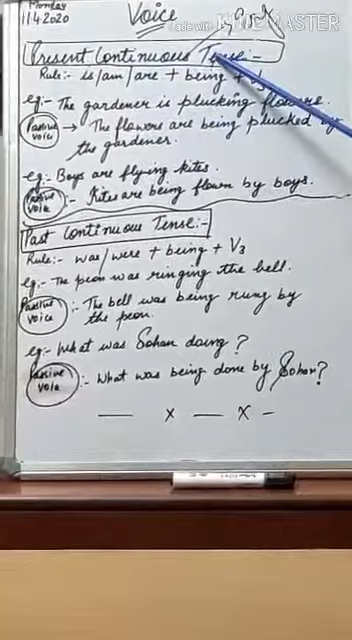 Monday
11.4.2020
Voice
Made with KINEMASTER
Present Continuous Tense:-
Rule:- is/am/are + being + V3
eg:- The gardener is plucking flowers.
Passive voice → The flowers are being plucked by
the gardener.
eg:- Boys are flying kites.
Passive voice :- Kites are being flown by boys.
Past Continuous Tense:-
Rule:- was/were + being + V3
eg:- The peon was ringing the bell.
Passive voice :- The bell was being rung by
the peon.
eg:- What was Sohan doing?
Passive voice :- What was being done by Sohan?
— x — x –